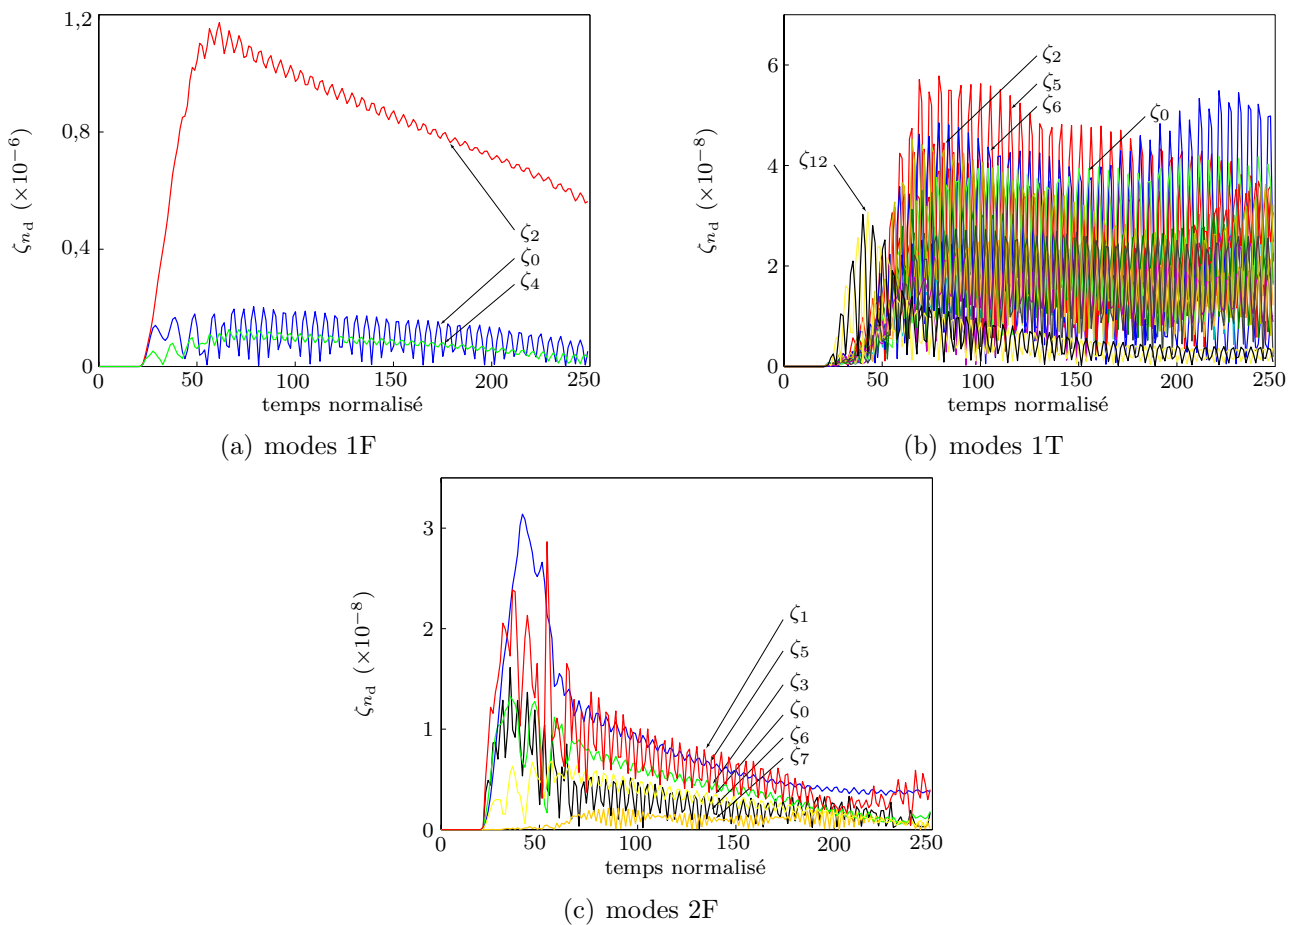 1,2
0,8
0,4
0
ζn_d (×10^−6)
0 50 100 150 200 250
temps normalisé
ζ2
ζ0
ζ4
(a) modes 1F
6
4
2
0
ζn_d (×10^−8)
0 50 100 150 200 250
temps normalisé
ζ2
ζ5
ζ6
ζ0
ζ12
(b) modes 1T
3
2
1
0
ζn_d (×10^−8)
0 50 100 150 200 250
temps normalisé
ζ1
ζ5
ζ3
ζ0
ζ6
ζ7
(c) modes 2F